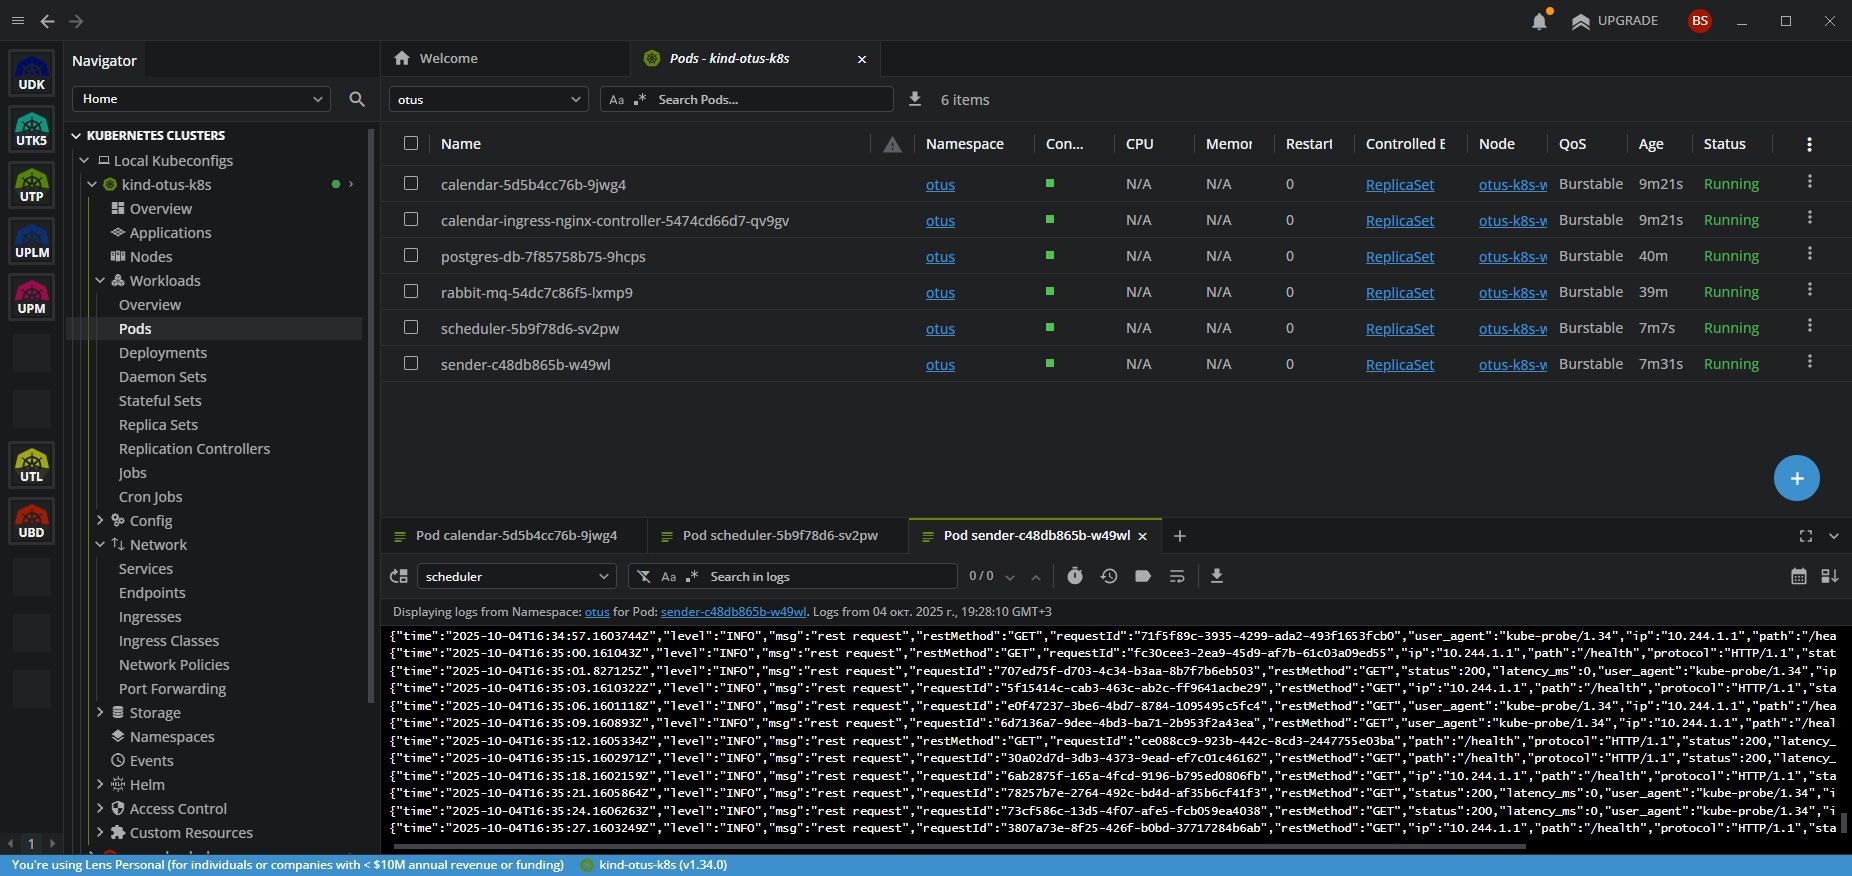 UPGRADE
BS
UDK
UTK5
UTP
UPLM
UPM
UTL
UBD
1
Navigator
Home
KUBERNETES CLUSTERS
Local Kubeconfigs
kind-otus-k8s
Overview
Applications
Nodes
Workloads
Overview
Pods
Deployments
Daemon Sets
Stateful Sets
Replica Sets
Replication Controllers
Jobs
Cron Jobs
Config
Network
Services
Endpoints
Ingresses
Ingress Classes
Network Policies
Port Forwarding
Storage
Namespaces
Events
Helm
Access Control
Custom Resources
Welcome
Pods - kind-otus-k8s
otus
Aa .* Search Pods...
6 items
Name Namespace Con... CPU Memor Restart Controlled E Node QoS Age Status
calendar-5d5b4cc76b-9jwg4 otus N/A N/A 0 ReplicaSet otus-k8s-w Burstable 9m21s Running
calendar-ingress-nginx-controller-5474cd66d7-qv9gv otus N/A N/A 0 ReplicaSet otus-k8s-w Burstable 9m21s Running
postgres-db-7f85758b75-9hcps otus N/A N/A 0 ReplicaSet otus-k8s-w Burstable 40m Running
rabbit-mq-54dc7c86f5-lxmp9 otus N/A N/A 0 ReplicaSet otus-k8s-w Burstable 39m Running
scheduler-5b9f78d6-sv2pw otus N/A N/A 0 ReplicaSet otus-k8s-w Burstable 7m7s Running
sender-c48db865b-w49wl otus N/A N/A 0 ReplicaSet otus-k8s-w Burstable 7m31s Running
Pod calendar-5d5b4cc76b-9jwg4
Pod scheduler-5b9f78d6-sv2pw
Pod sender-c48db865b-w49wl
scheduler
Aa .* Search in logs
0 / 0
Displaying logs from Namespace: otus for Pod: sender-c48db865b-w49wl. Logs from 04 окт. 2025 г., 19:28:10 GMT+3
{"time":"2025-10-04T16:34:57.1603744Z","level":"INFO","msg":"rest request","restMethod":"GET","requestId":"71f5f89c-3935-4299-ada2-493f1653fcb0","user_agent":"kube-probe/1.34","ip":"10.244.1.1","path":"/hea
{"time":"2025-10-04T16:35:00.161043Z","level":"INFO","msg":"rest request","restMethod":"GET","requestId":"fc30cee3-2ea9-45d9-af7b-61c03a09ed55","ip":"10.244.1.1","path":"/health","protocol":"HTTP/1.1","stat
{"time":"2025-10-04T16:35:01.827125Z","level":"INFO","msg":"rest request","requestId":"707ed75f-d703-4c34-b3aa-8b7f7b6eb503","restMethod":"GET","status":200,"latency_ms":0,"user_agent":"kube-probe/1.34","ip
{"time":"2025-10-04T16:35:03.1610322Z","level":"INFO","msg":"rest request","requestId":"5f15414c-cab3-463c-ab2c-ff9641acbe29","restMethod":"GET","ip":"10.244.1.1","path":"/health","protocol":"HTTP/1.1","sta
{"time":"2025-10-04T16:35:06.1601118Z","level":"INFO","msg":"rest request","requestId":"e0f47237-3be6-4bd7-8784-1095495c5fc4","restMethod":"GET","user_agent":"kube-probe/1.34","ip":"10.244.1.1","path":"/hea
{"time":"2025-10-04T16:35:09.160893Z","level":"INFO","msg":"rest request","requestId":"6d7136a7-9dee-4bd3-ba71-2b953f2a43ea","restMethod":"GET","user_agent":"kube-probe/1.34","ip":"10.244.1.1","path":"/heal
{"time":"2025-10-04T16:35:12.1605334Z","level":"INFO","msg":"rest request","restMethod":"GET","requestId":"ce088cc9-923b-442c-8cd3-2447755e03ba","path":"/health","protocol":"HTTP/1.1","status":200,"latency_
{"time":"2025-10-04T16:35:15.1602971Z","level":"INFO","msg":"rest request","requestId":"30a02d7d-3db3-4373-9ead-ef7c01c46162","restMethod":"GET","path":"/health","protocol":"HTTP/1.1","status":200,"latency_
{"time":"2025-10-04T16:35:18.1602159Z","level":"INFO","msg":"rest request","requestId":"6ab2875f-165a-4fcd-9196-b795ed0806fb","restMethod":"GET","ip":"10.244.1.1","path":"/health","protocol":"HTTP/1.1","sta
{"time":"2025-10-04T16:35:21.1605864Z","level":"INFO","msg":"rest request","requestId":"78257b7e-2764-492c-bd4d-af35b6cf41f3","restMethod":"GET","status":200,"latency_ms":0,"user_agent":"kube-probe/1.34","i
{"time":"2025-10-04T16:35:24.1606263Z","level":"INFO","msg":"rest request","requestId":"73cf586c-13d5-4f07-afe5-fcb059ea4038","restMethod":"GET","status":200,"latency_ms":0,"user_agent":"kube-probe/1.34","i
{"time":"2025-10-04T16:35:27.1603249Z","level":"INFO","msg":"rest request","requestId":"3807a73e-8f25-426f-b0bd-37717284b6ab","restMethod":"GET","ip":"10.244.1.1","path":"/health","protocol":"HTTP/1.1","sta
You're using Lens Personal (for individuals or companies with < $10M annual revenue or funding)
kind-otus-k8s (v1.34.0)